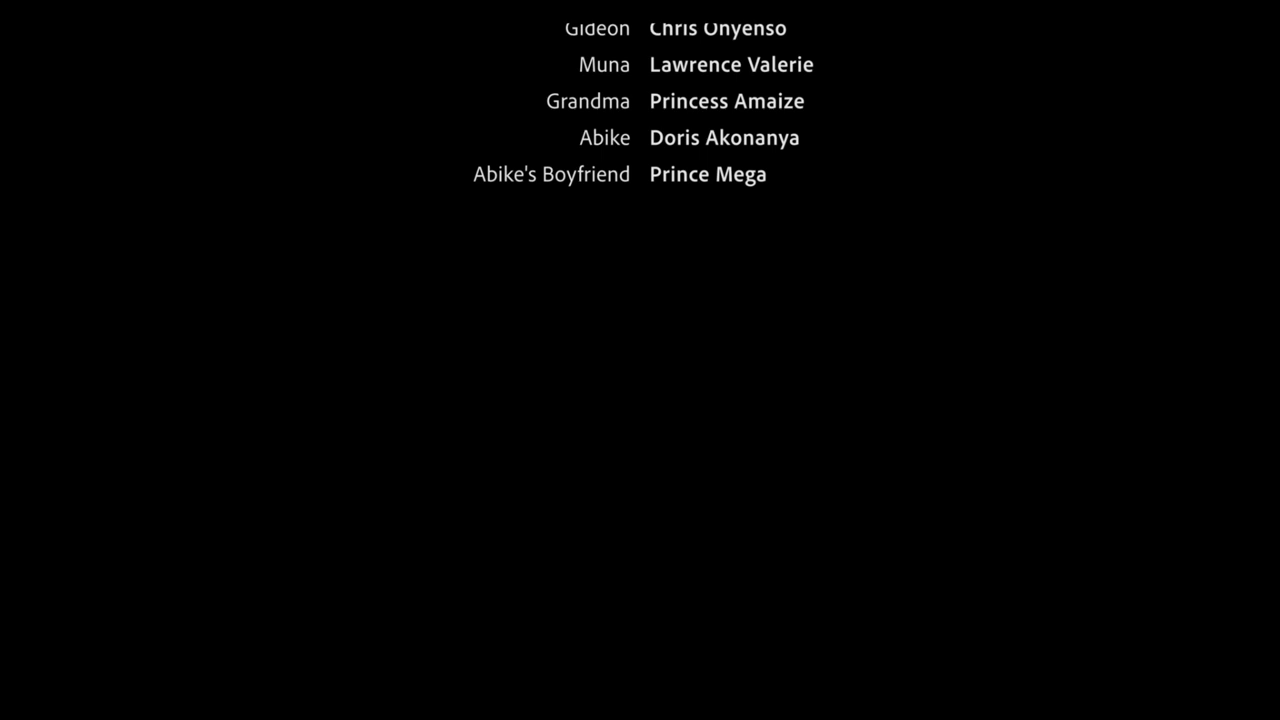 Gideon Chris Onyenso
Muna Lawrence Valerie
Grandma Princess Amaize
Abike Doris Akonanya
Abike's Boyfriend Prince Mega